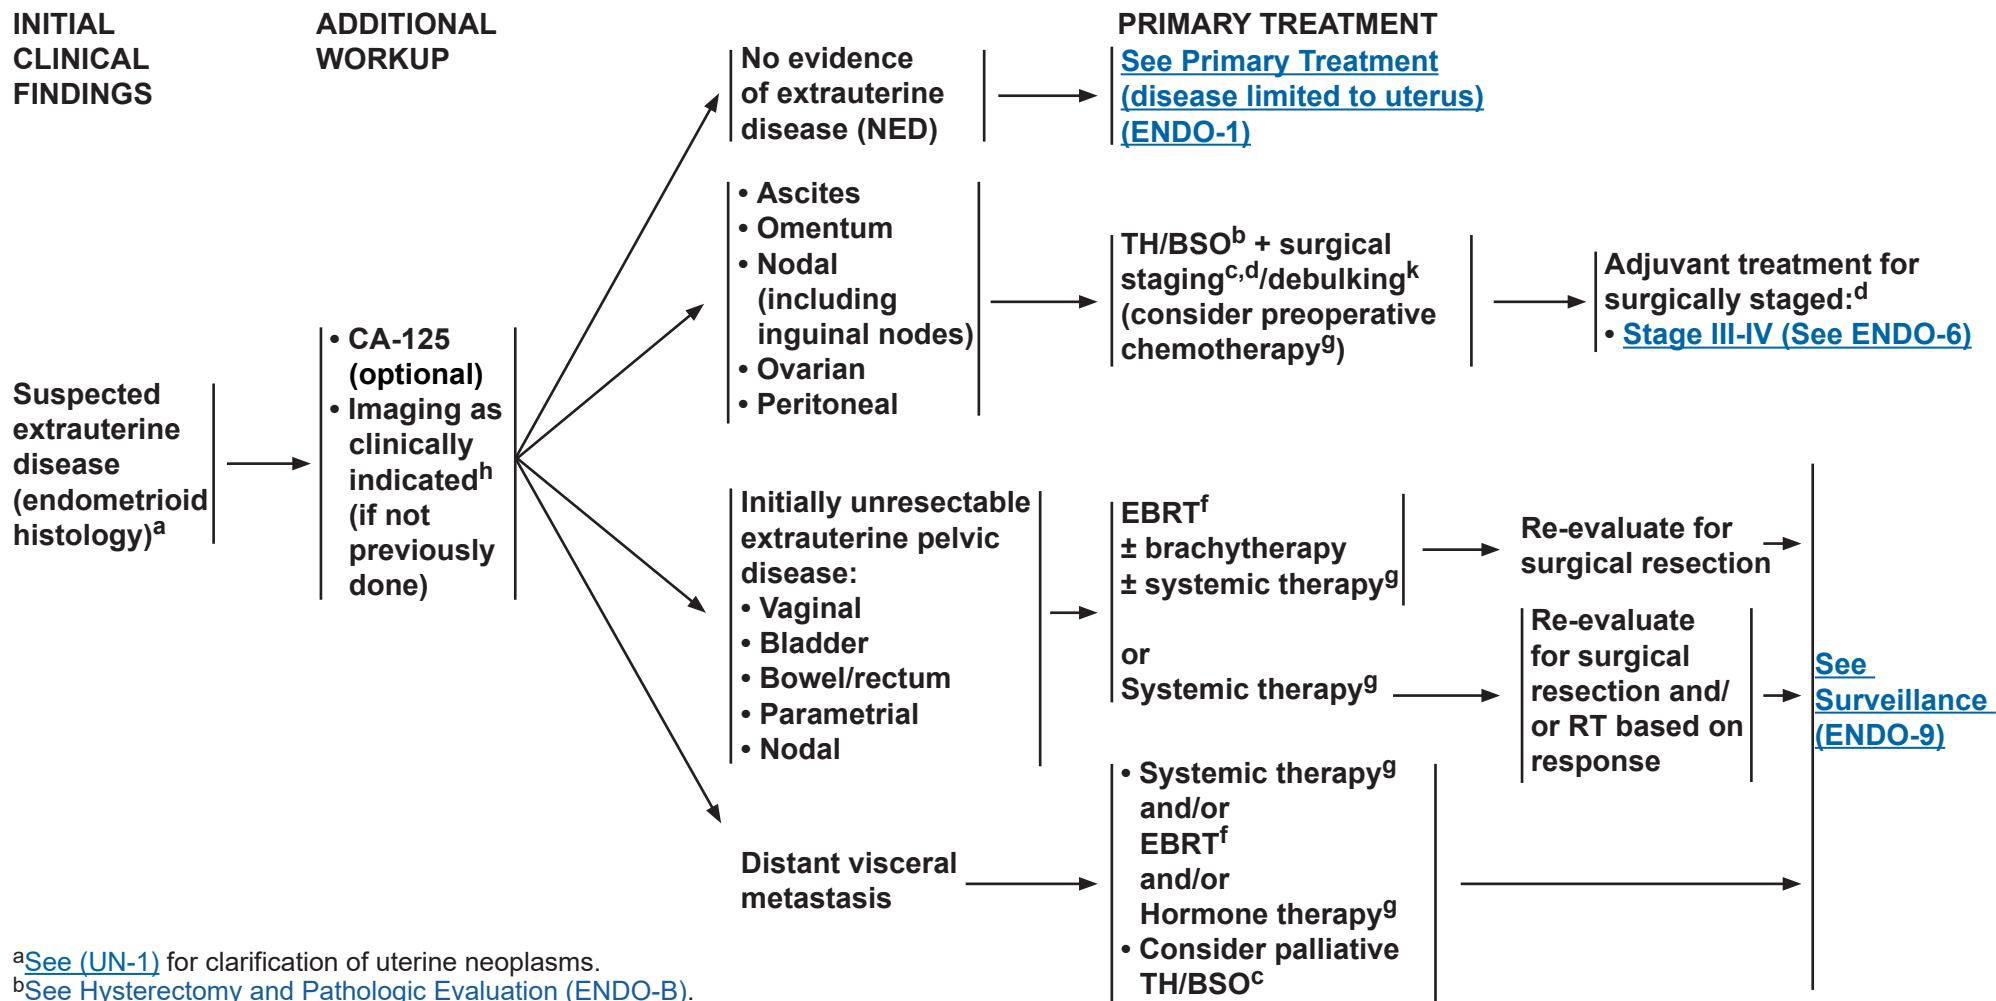 INITIAL
CLINICAL
FINDINGS
ADDITIONAL
WORKUP
PRIMARY TREATMENT
Suspected
extrauterine
disease
(endometrioid
histology)a
• CA-125
(optional)
• Imaging as
clinically
indicatedh
(if not
previously
done)
No evidence
of extrauterine
disease (NED)
See Primary Treatment
(disease limited to uterus)
(ENDO-1)
• Ascites
• Omentum
• Nodal
(including
inguinal nodes)
• Ovarian
• Peritoneal
TH/BSOb + surgical
stagingc,d/debulkingk
(consider preoperative
chemotherapyg)
Adjuvant treatment for
surgically staged:d
• Stage III-IV (See ENDO-6)
Initially unresectable
extrauterine pelvic
disease:
• Vaginal
• Bladder
• Bowel/rectum
• Parametrial
• Nodal
EBRTf
± brachytherapy
± systemic therapyg
or
Systemic therapyg
Re-evaluate for
surgical resection
Re-evaluate
for surgical
resection and/
or RT based on
response
See
Surveillance
(ENDO-9)
Distant visceral
metastasis
• Systemic therapyg
and/or
EBRTf
and/or
Hormone therapyg
• Consider palliative
TH/BSOc
aSee (UN-1) for clarification of uterine neoplasms.
bSee Hysterectomy and Pathologic Evaluation (ENDO-B).